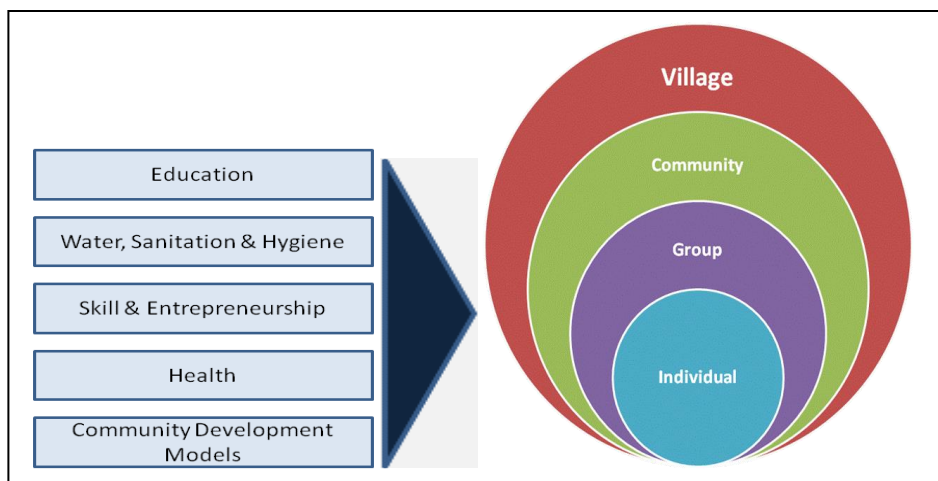 Education
Water, Sanitation & Hygiene
Skill & Entrepreneurship
Health
Community Development
Models
Village
Community
Group
Individual